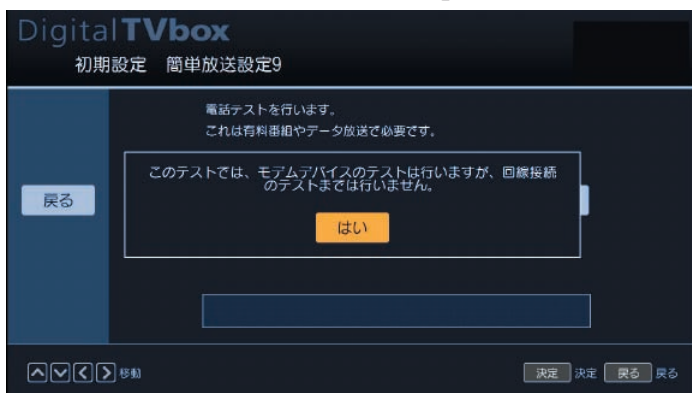 DigitalTVbox
初期設定 簡単放送設定9
電話テストを行います。
これは有料番組やデータ放送で必要です。
このテストでは、モデムデバイスのテストは行いますが、回線接続
のテストまでは行いません。
戻る
はい
移動
決定 決定 戻る 戻る